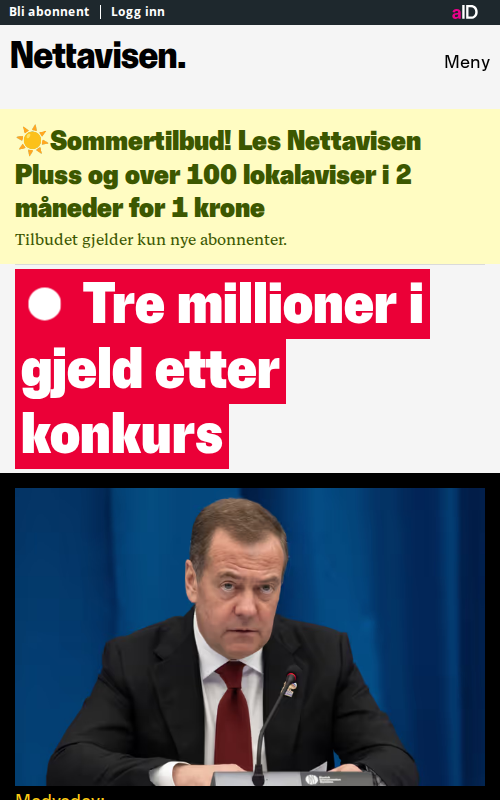 Bli abonnent | Logg inn
aID
Nettavisen.
Meny
☀️Sommertilbud! Les Nettavisen
Pluss og over 100 lokalaviser i 2
måneder for 1 krone
Tilbudet gjelder kun nye abonnenter.
Tre millioner i
gjeld etter
konkurs
Medvedev: